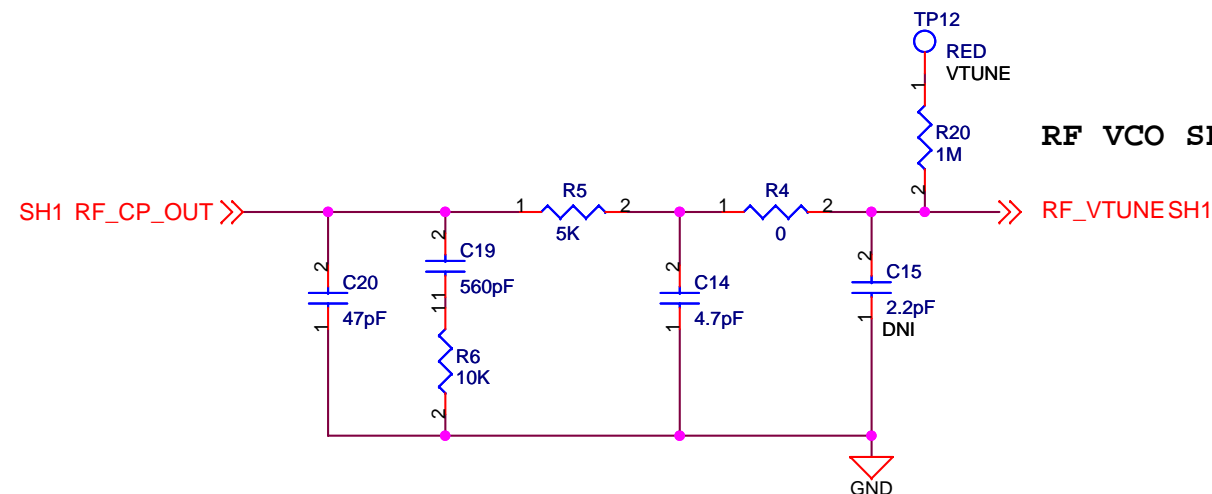 TP12
RED
VTUNE
1
R20
1M
2
RF VCO
SH1 RF_CP_OUT
1
R5
2
5K
1
R4
2
0
RF_VTUNE SH1
2
C20
47pF
1
2
C19
560pF
1
1
R6
10K
2
2
C14
4.7pF
1
2
C15
2.2pF
1
DNI
GND